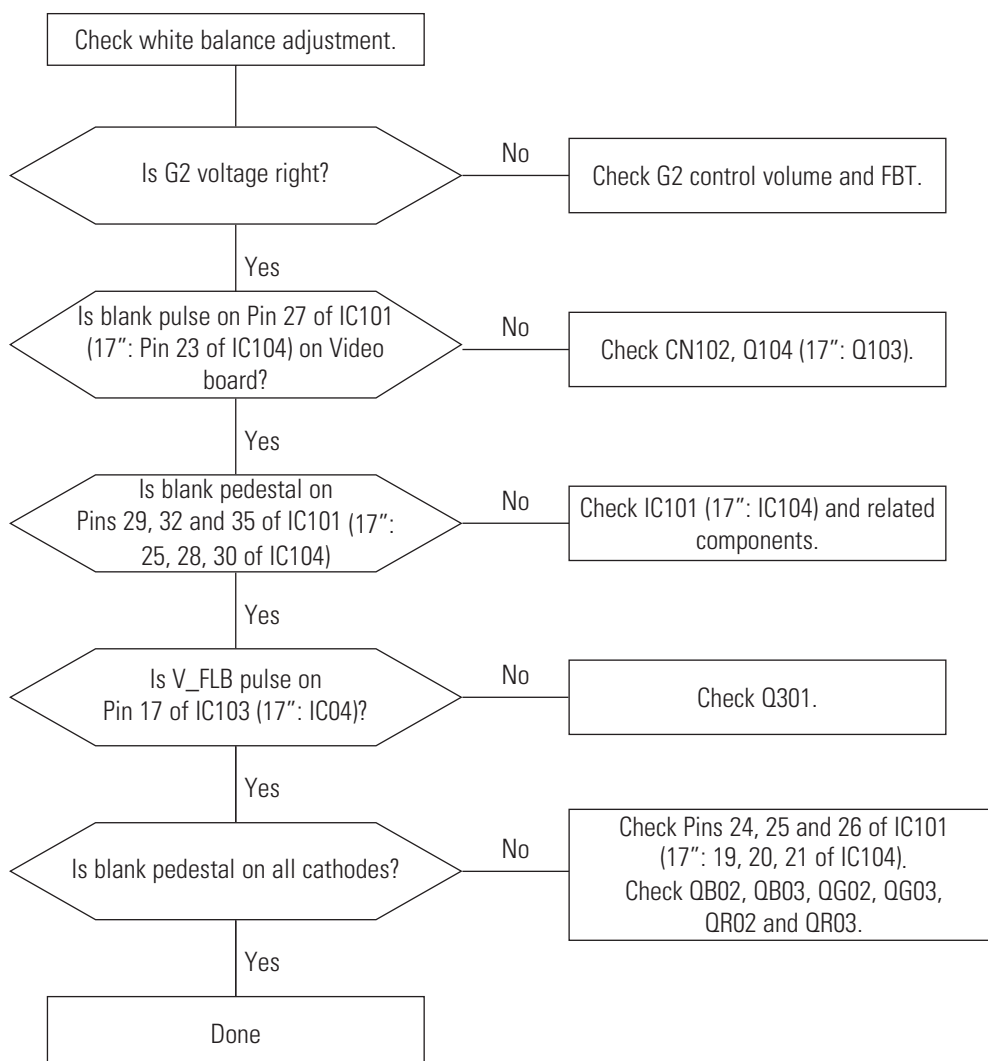 Check white balance adjustment.
Is G2 voltage right?
No
Check G2 control volume and FBT.
Yes
Is blank pulse on Pin 27 of IC101
(17″: Pin 23 of IC104) on Video
board?
No
Check CN102, Q104 (17″: Q103).
Yes
Is blank pedestal on
Pins 29, 32 and 35 of IC101 (17″:
25, 28, 30 of IC104)
No
Check IC101 (17″: IC104) and related
components.
Yes
Is V_FLB pulse on
Pin 17 of IC103 (17″: IC04)?
No
Check Q301.
Yes
Is blank pedestal on all cathodes?
No
Check Pins 24, 25 and 26 of IC101
(17″: 19, 20, 21 of IC104).
Check QB02, QB03, QG02, QG03,
QR02 and QR03.
Yes
Done